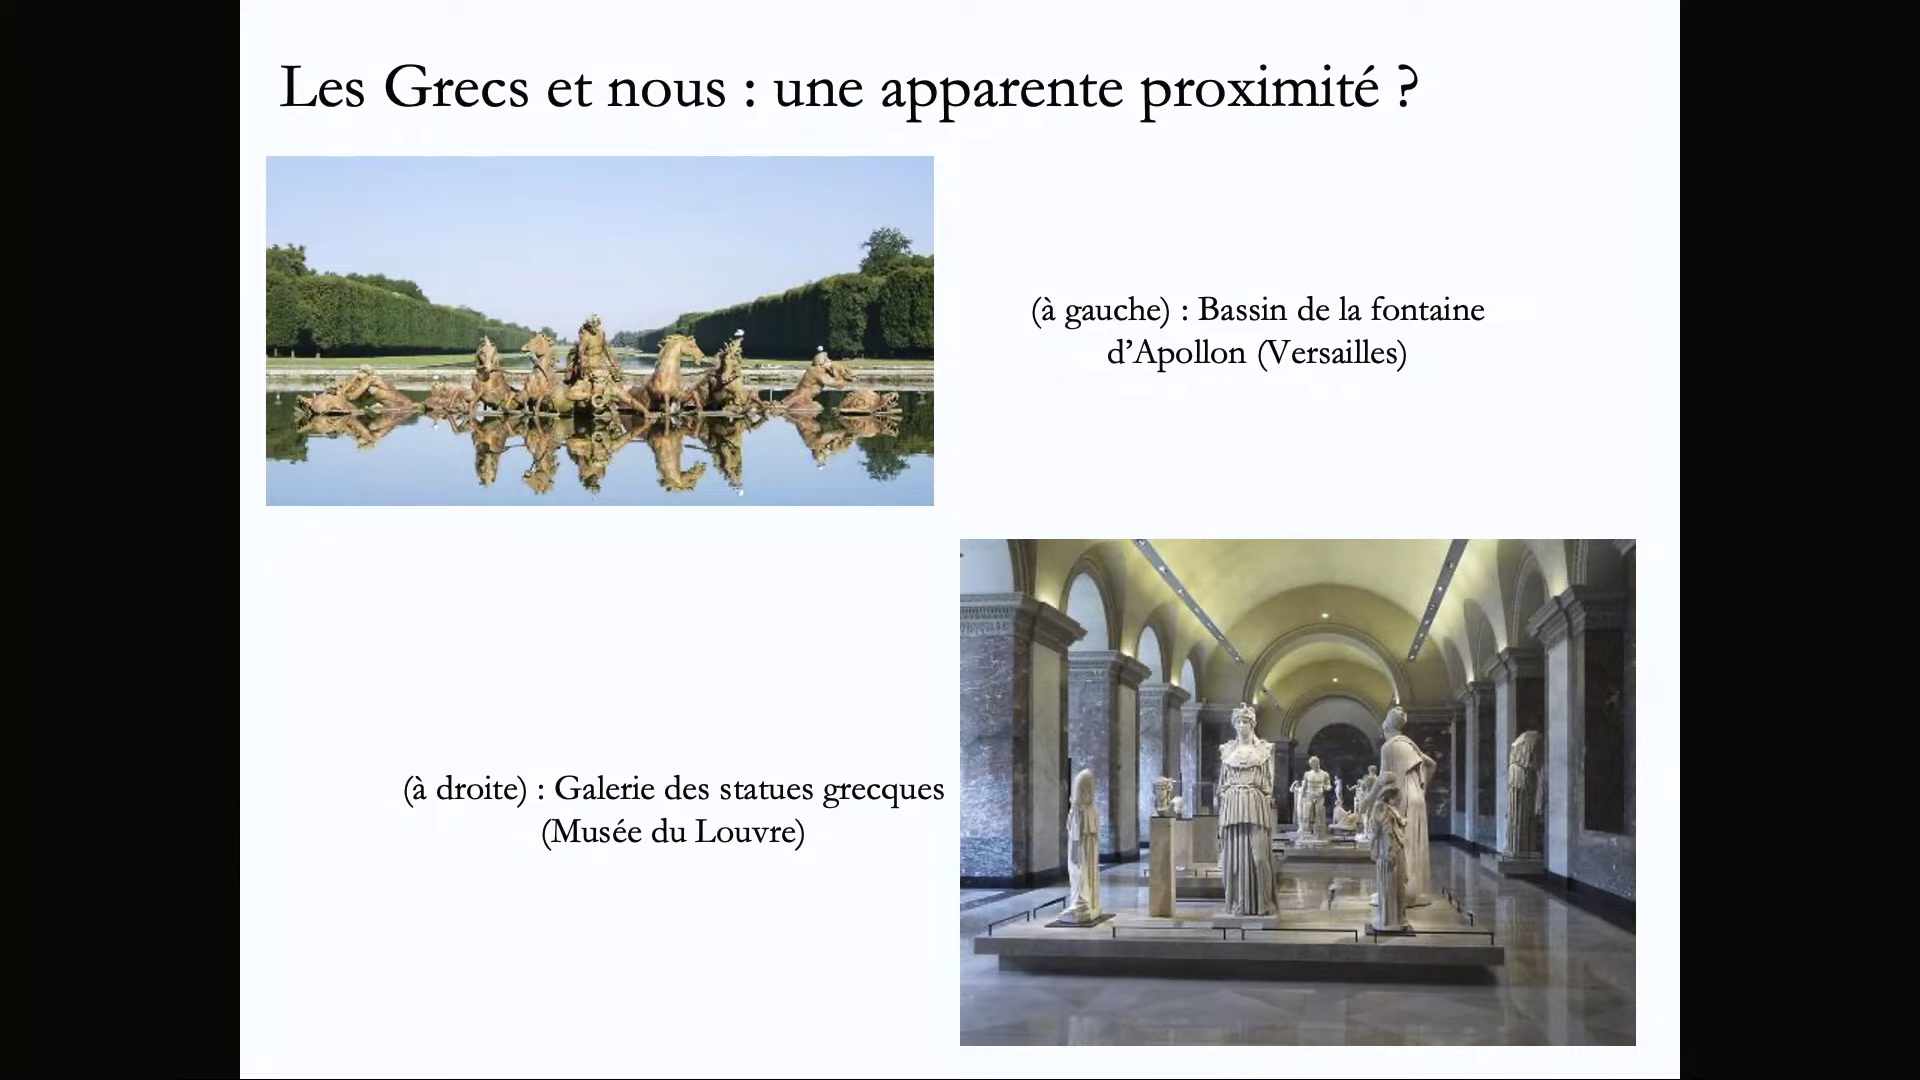 Les Grecs et nous : une apparente proximité ?
(à gauche) : Bassin de la fontaine
d’Apollon (Versailles)
(à droite) : Galerie des statues grecques
(Musée du Louvre)